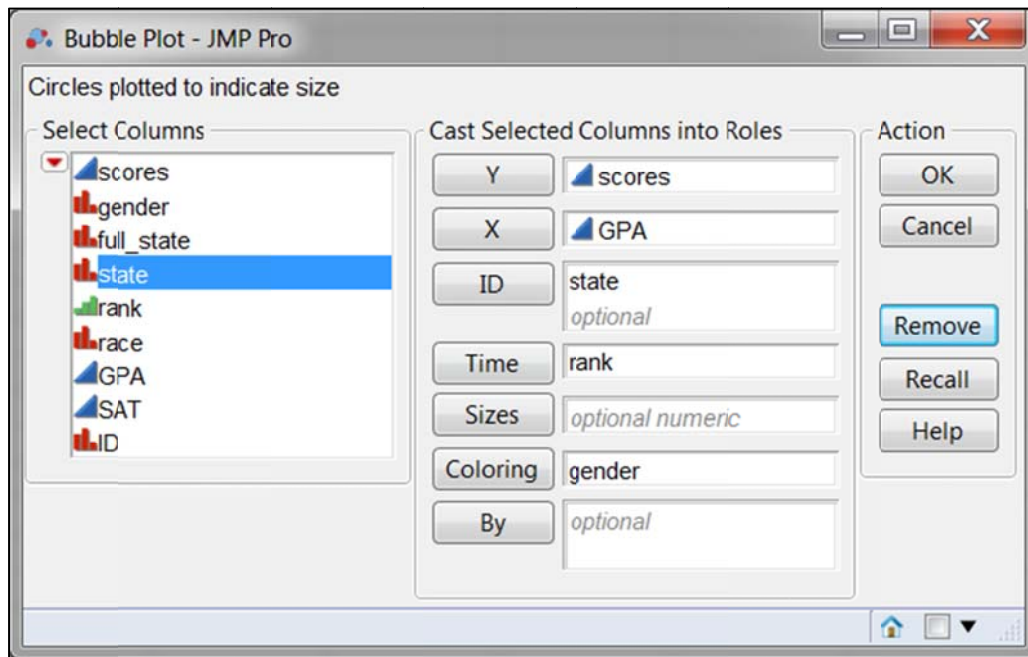 Bubble Plot - JMP Pro
Circles plotted to indicate size
Select Columns
scores
gender
full_state
state
rank
race
GPA
SAT
ID
Cast Selected Columns into Roles
Y scores
X GPA
ID state
optional
Time rank
Sizes optional numeric
Coloring gender
By optional
Action
OK
Cancel
Remove
Recall
Help